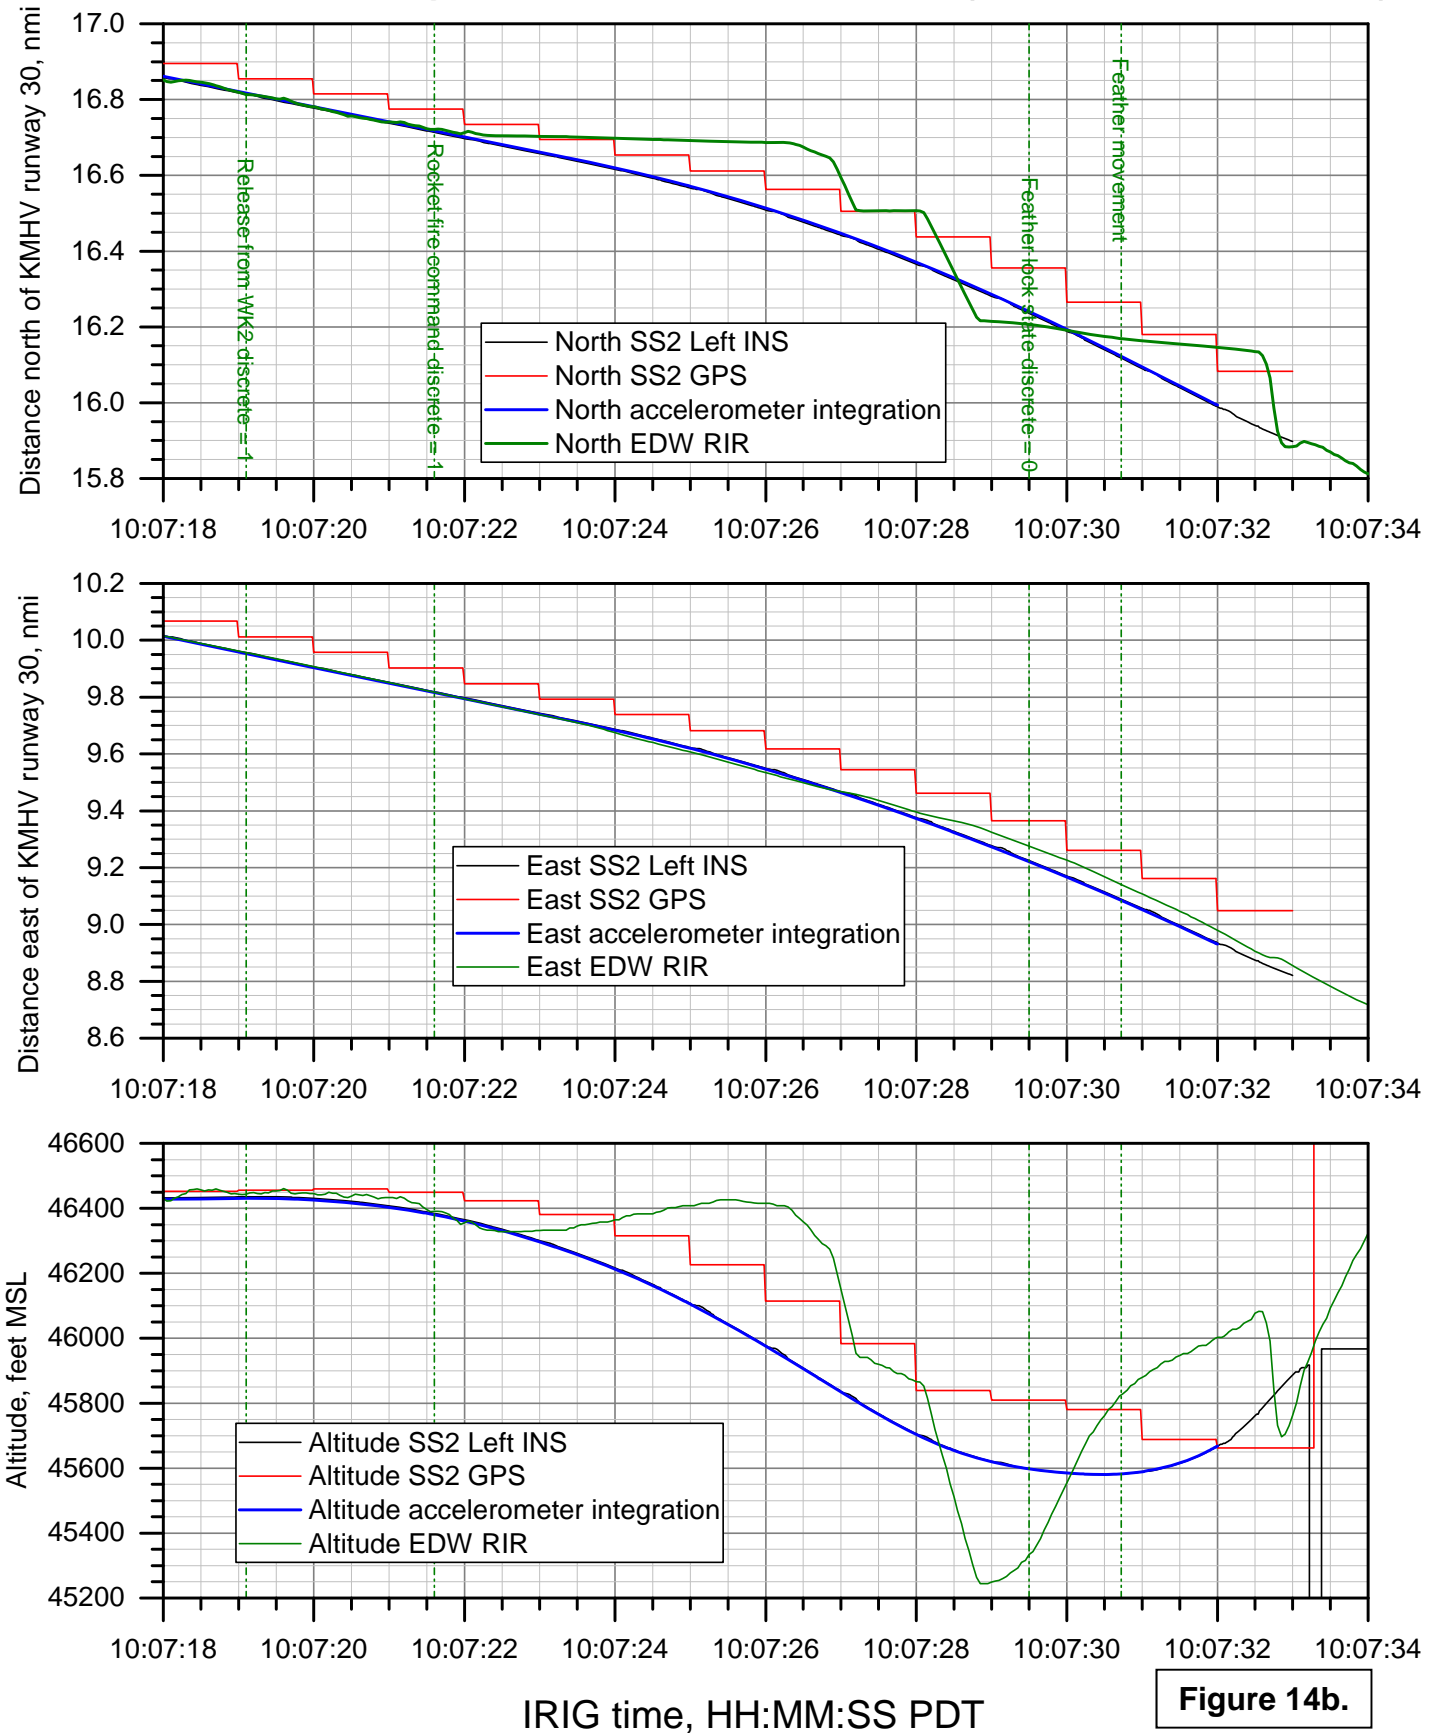 Distance north of KMHV runway 30, nmi
17.0
16.8
16.6
16.4
16.2
16.0
15.8
Release from WK2 discrete = 1
Rocket fire command discrete = 1
Feather lock state discrete = 0
Feather movement
North SS2 Left INS
North SS2 GPS
North accelerometer integration
North EDW RIR
10:07:18 10:07:20 10:07:22 10:07:24 10:07:26 10:07:28 10:07:30 10:07:32 10:07:34
Distance east of KMHV runway 30, nmi
10.2
10.0
9.8
9.6
9.4
9.2
9.0
8.8
8.6
East SS2 Left INS
East SS2 GPS
East accelerometer integration
East EDW RIR
10:07:18 10:07:20 10:07:22 10:07:24 10:07:26 10:07:28 10:07:30 10:07:32 10:07:34
Altitude, feet MSL
46600
46400
46200
46000
45800
45600
45400
45200
Altitude SS2 Left INS
Altitude SS2 GPS
Altitude accelerometer integration
Altitude EDW RIR
10:07:18 10:07:20 10:07:22 10:07:24 10:07:26 10:07:28 10:07:30 10:07:32 10:07:34
IRIG time, HH:MM:SS PDT
Figure 14b.